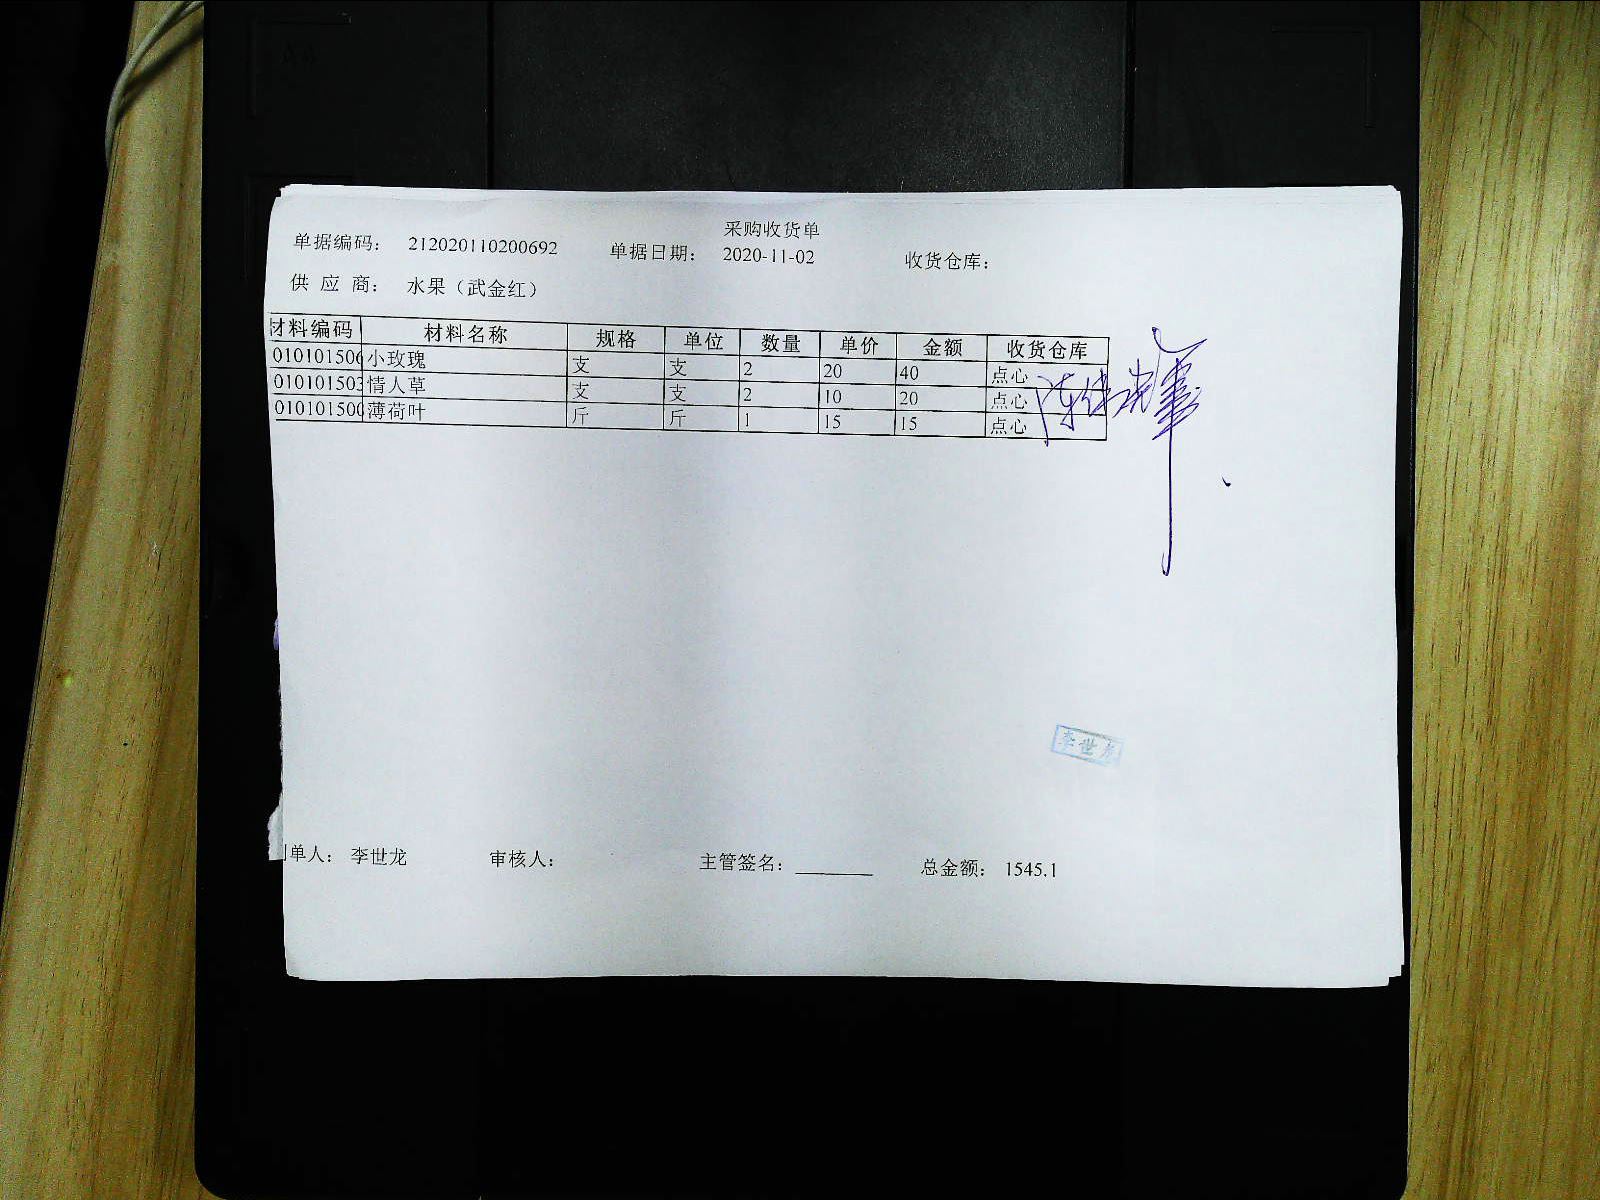 采购收货单
单据编码： 212020110200692 单据日期： 2020-11-02 收货仓库：
供 应 商： 水果（武金红）
材料编码 材料名称 规格 单位 数量 单价 金额 收货仓库
010101506 小玫瑰 支 支 2 20 40 点心
010101503 情人草 支 支 2 10 20 点心
010101500 薄荷叶 斤 斤 1 15 15 点心
李世龙
单人： 李世龙 审核人： 主管签名： 总金额： 1545.1